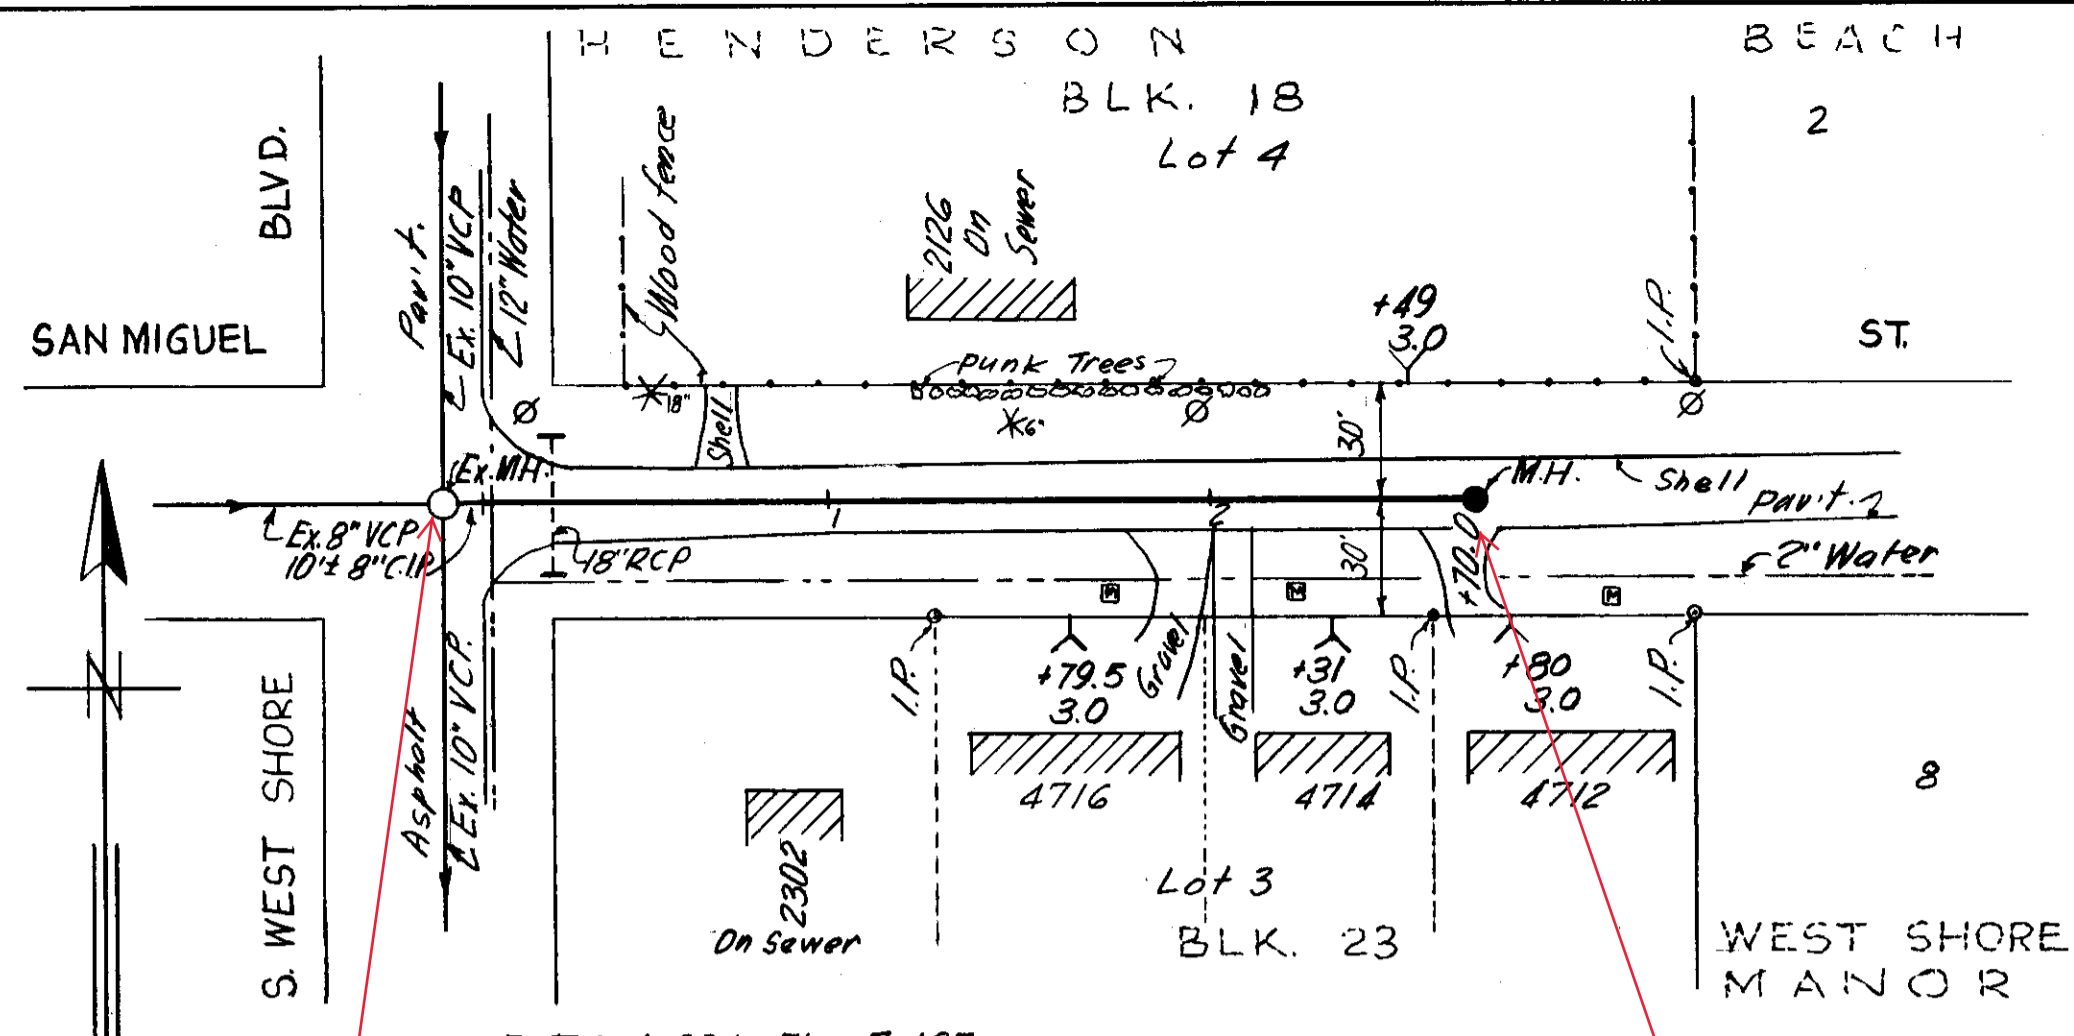 HENDERSON BEACH
BLK. 18
2
Lot 4
BLVD.
Pav't.
Ex. 10" VCP
12" Water
Wood fence
2126
On
Sewer
+49
3.0
I.P.
SAN MIGUEL
ST.
Punk Trees
18"
Shell
6"
30'
Ex. M.H.
M.H.
Shell
Pav't.
1
2
Ex. 8" VCP
10'± 8" C.I.P.
18" RCP
30'
+70.0
2" Water
M
M
M
I.P.
+79.5
3.0
Gravel
Gravel
+31
3.0
I.P.
+80
3.0
I.P.
N
S. WEST SHORE
Asphalt
Ex. 10" VCP.
4716
4714
4712
8
2302
On Sewer
Lot 3
BLK. 23
WEST SHORE
MANOR